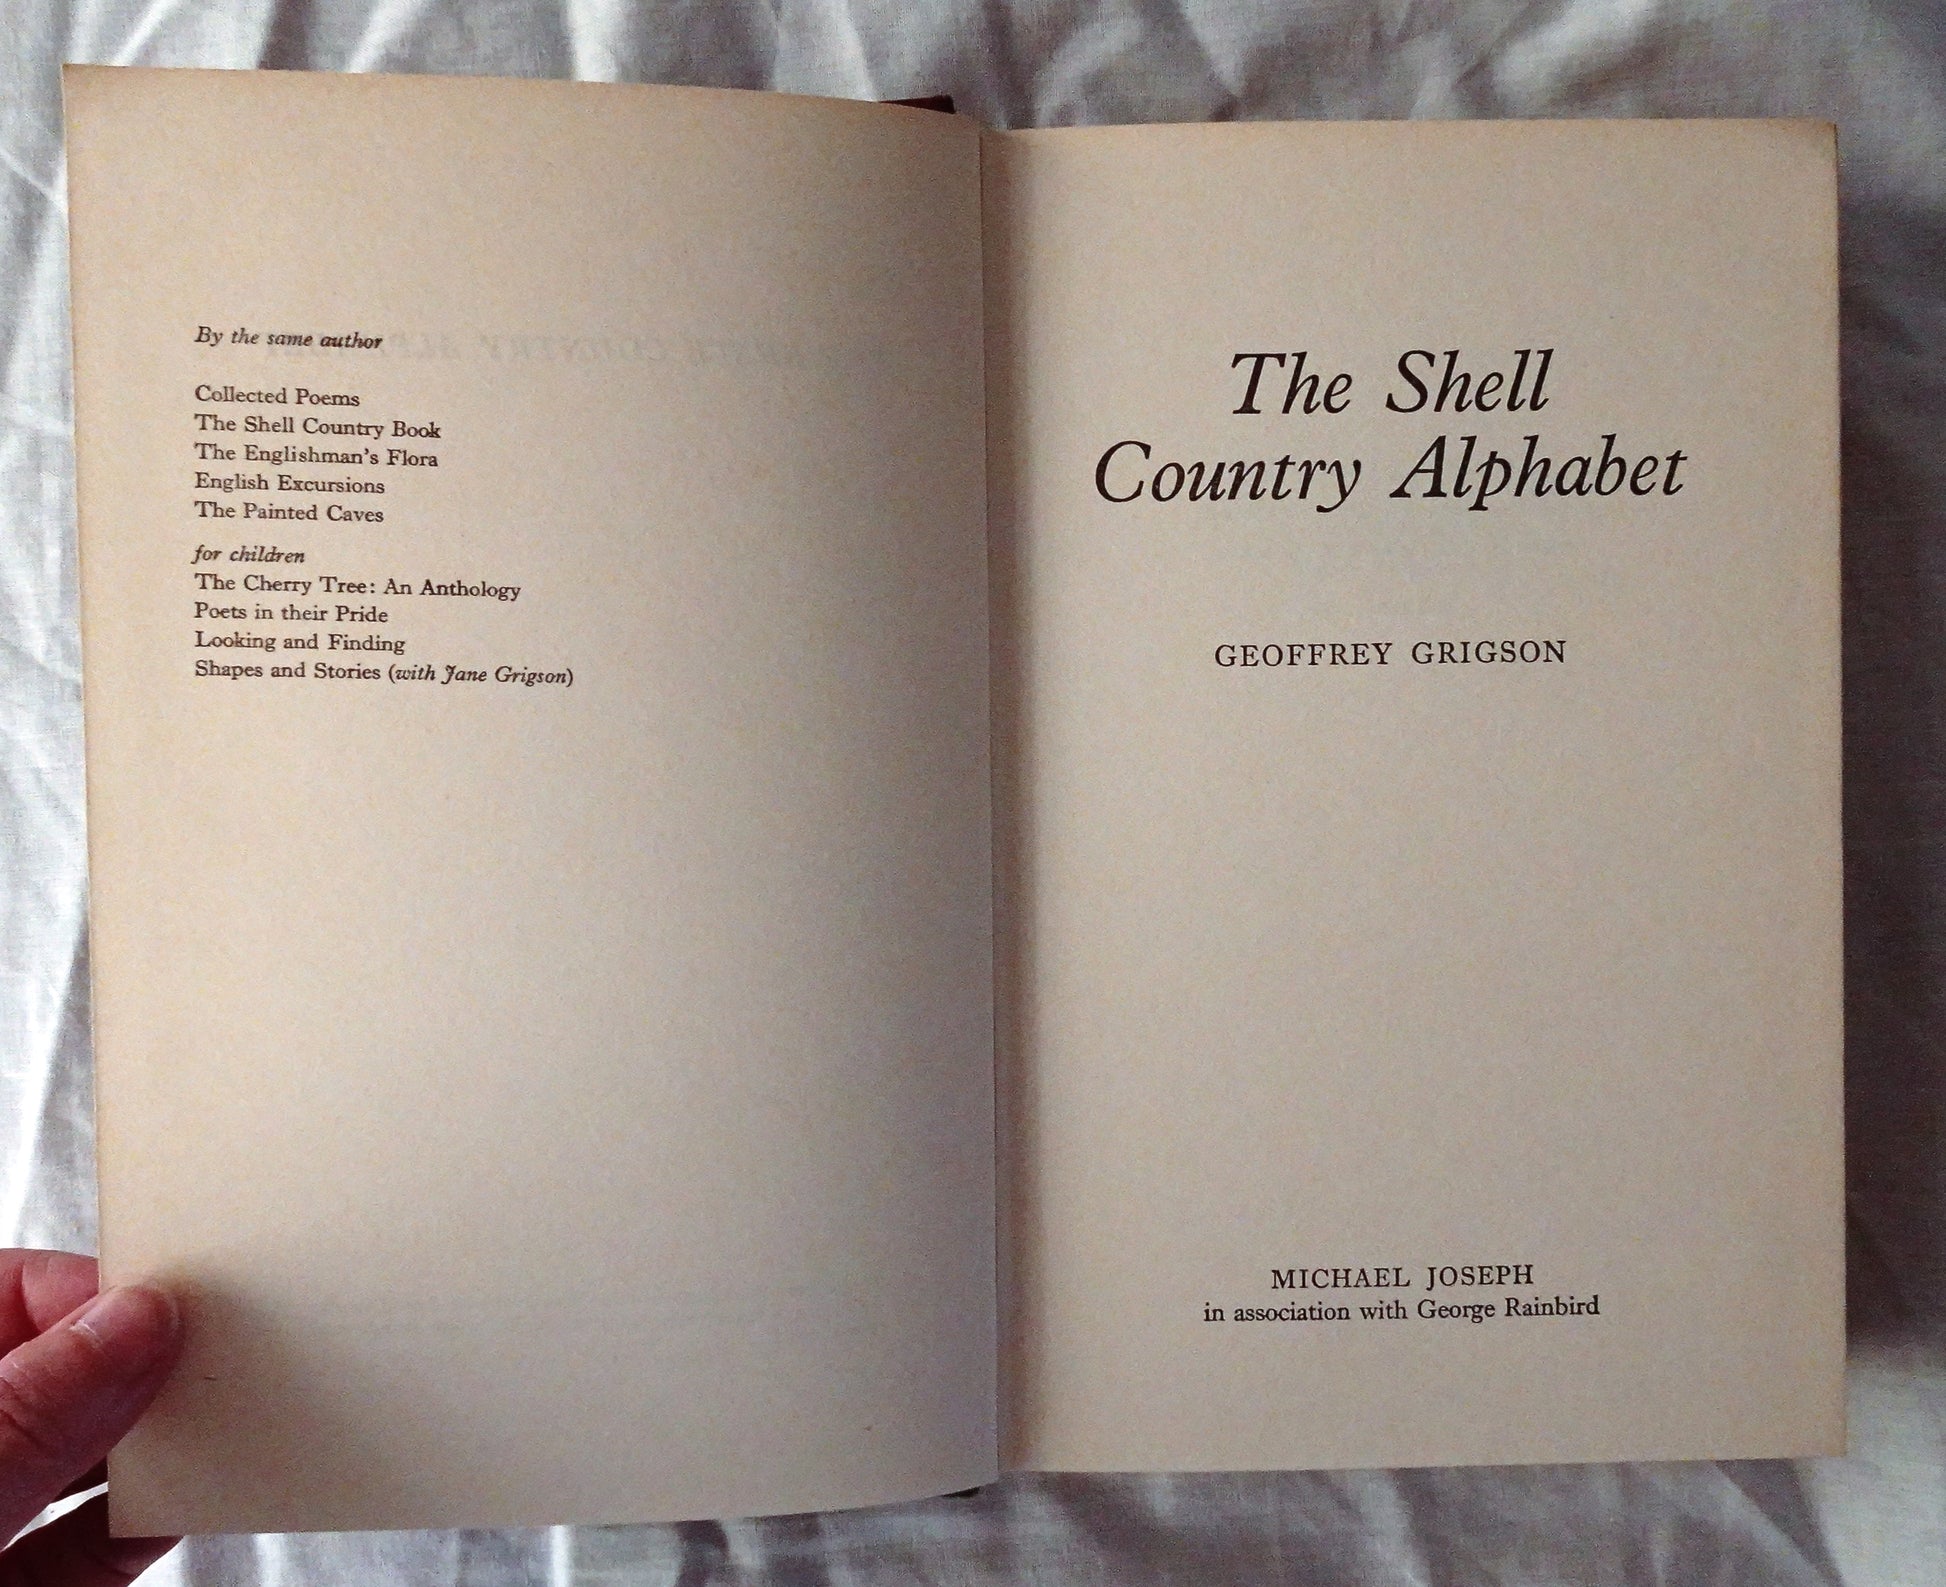 By the same author
Collected Poems
The Shell Country Book
The Englishman's Flora
English Excursions
The Painted Caves
for children
The Cherry Tree: An Anthology
Poets in their Pride
Looking and Finding
Shapes and Stories (with Jane Grigson)
The Shell
Country Alphabet
GEOFFREY GRIGSON
MICHAEL JOSEPH
in association with George Rainbird